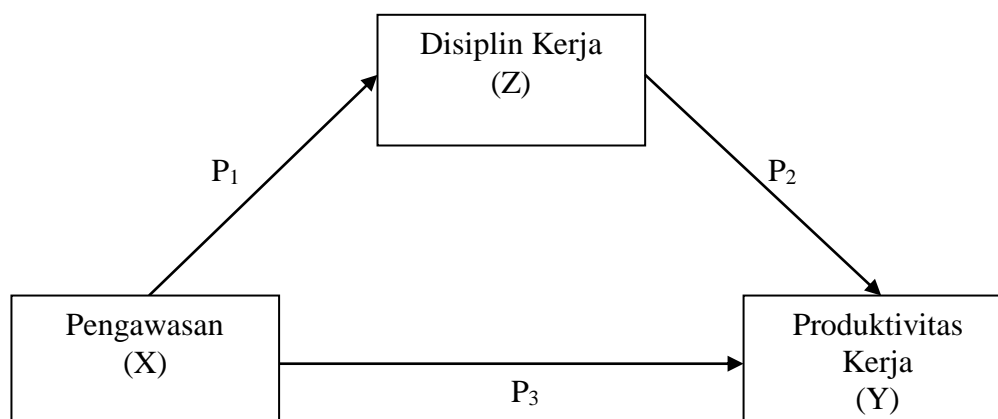 Disiplin Kerja
(Z)
P₁
P₂
Pengawasan
(X)
P₃
Produktivitas
Kerja
(Y)